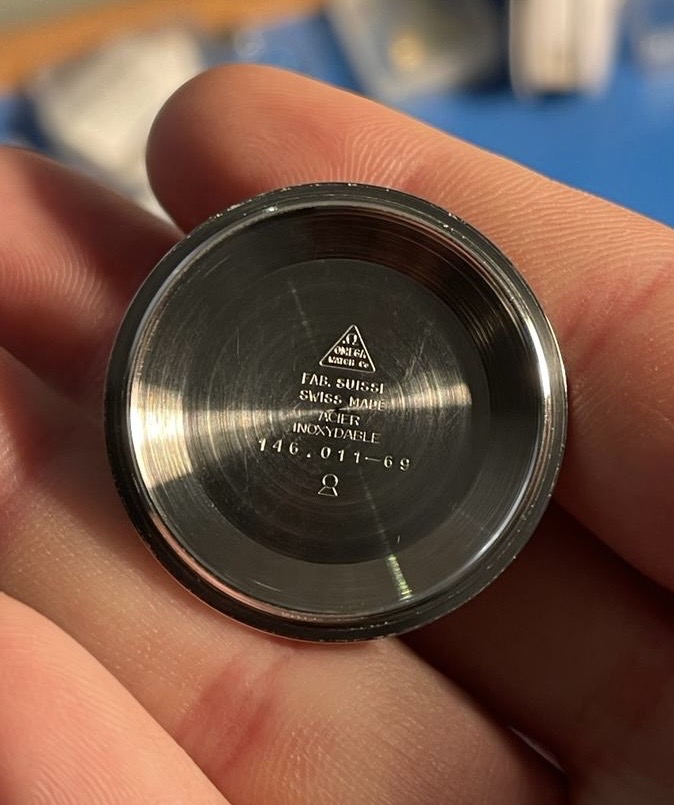 Ω
OMEGA
WATCH Co
FAB. SUISSE
SWISS MADE
ACIER
INOXYDABLE
146.011-69